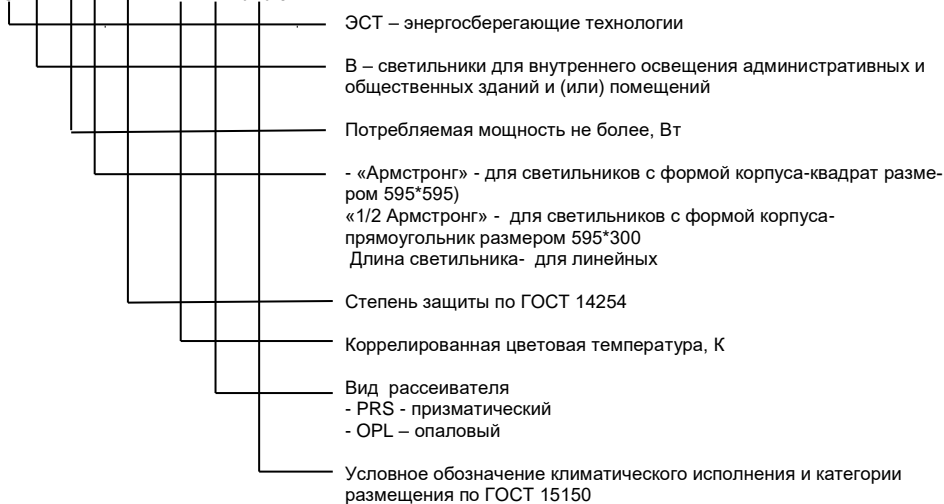 ЭСТ – энергосберегающие технологии
В – светильники для внутреннего освещения административных и
общественных зданий и (или) помещений
Потребляемая мощность не более, Вт
- «Армстронг» - для светильников с формой корпуса-квадрат разме-
ром 595*595)
«1/2 Армстронг» - для светильников с формой корпуса-
прямоугольник размером 595*300
Длина светильника- для линейных
Степень защиты по ГОСТ 14254
Коррелированная цветовая температура, К
Вид рассеивателя
- PRS - призматический
- OPL – опаловый
Условное обозначение климатического исполнения и категории
размещения по ГОСТ 15150